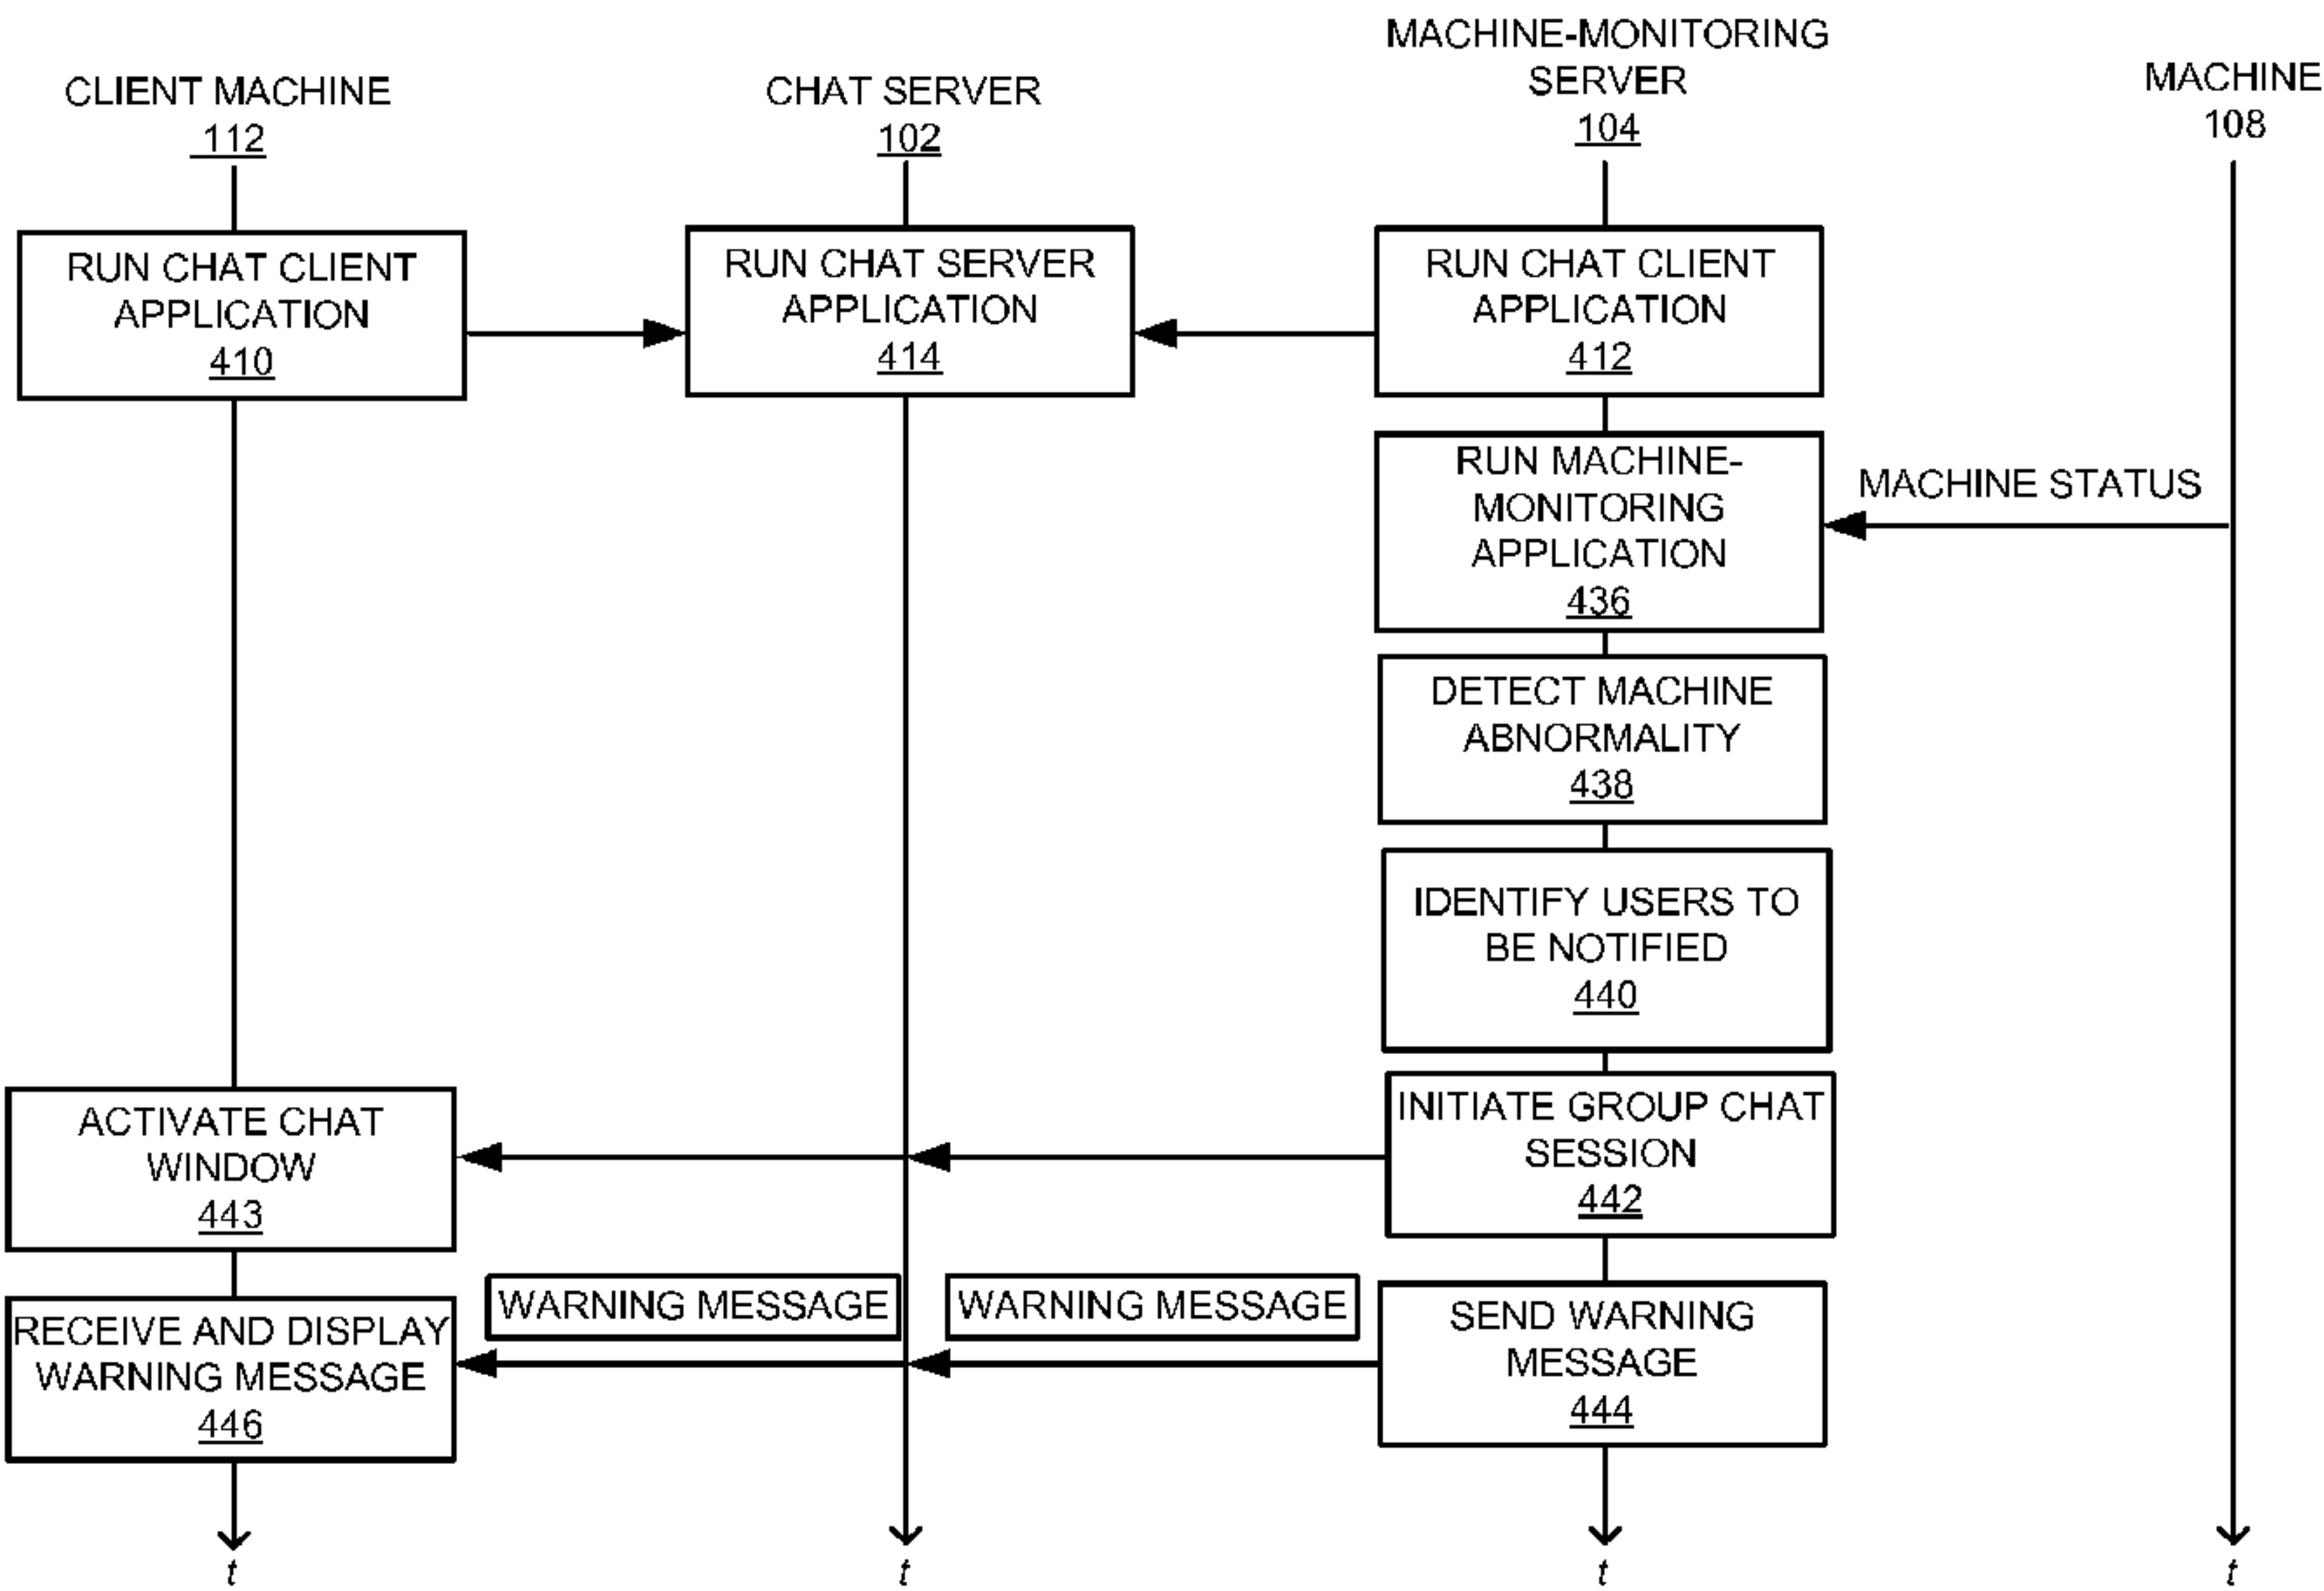 MACHINE-MONITORING
SERVER
104
CLIENT MACHINE
112
CHAT SERVER
102
MACHINE
108
RUN CHAT CLIENT
APPLICATION
410
RUN CHAT SERVER
APPLICATION
414
RUN CHAT CLIENT
APPLICATION
412
RUN MACHINE-
MONITORING
APPLICATION
436
MACHINE STATUS
DETECT MACHINE
ABNORMALITY
438
IDENTIFY USERS TO
BE NOTIFIED
440
ACTIVATE CHAT
WINDOW
443
INITIATE GROUP CHAT
SESSION
442
RECEIVE AND DISPLAY
WARNING MESSAGE
446
WARNING MESSAGE
WARNING MESSAGE
SEND WARNING
MESSAGE
444
t
t
t
t